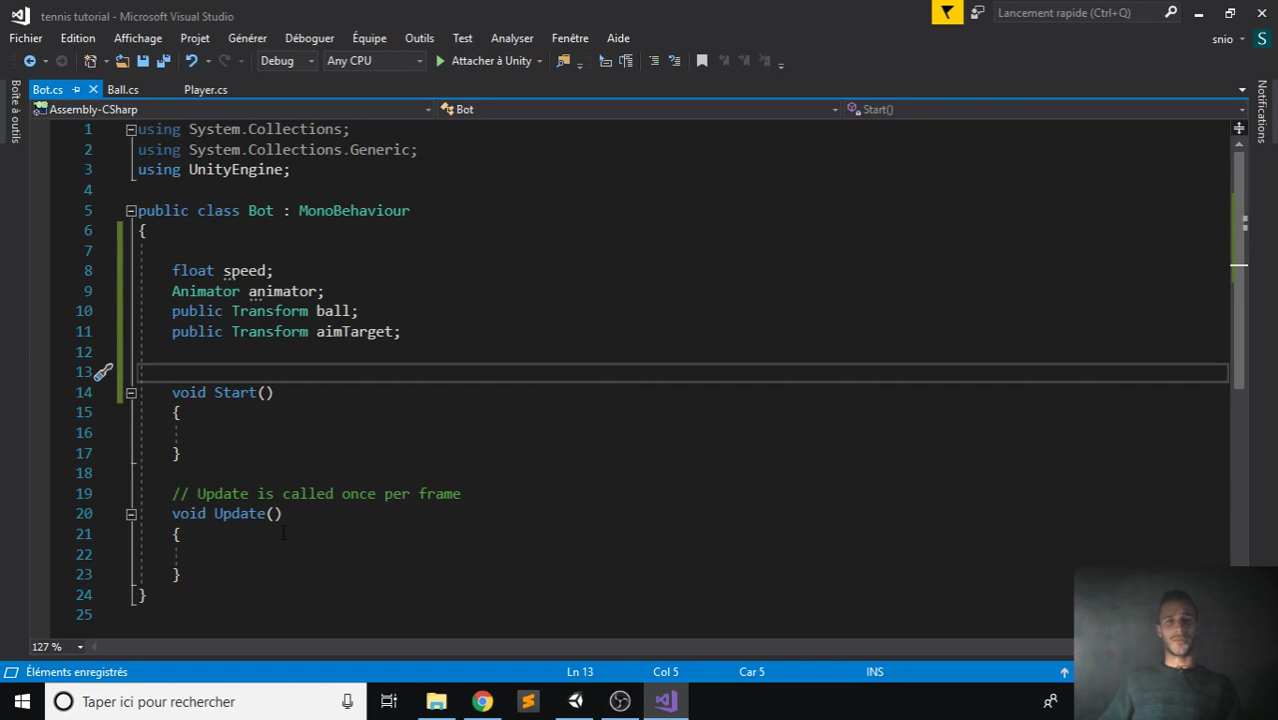 tennis tutorial - Microsoft Visual Studio
Lancement rapide (Ctrl+Q)
Fichier Edition Affichage Projet Générer Déboguer Équipe Outils Test Analyser Fenêtre Aide
snio S
Debug Any CPU Attacher à Unity
Bot.cs Ball.cs Player.cs
Assembly-CSharp Bot Start()
Boîte à outils
Notifications
1 using System.Collections;
2 using System.Collections.Generic;
3 using UnityEngine;
4
5 public class Bot : MonoBehaviour
6 {
7
8 float speed;
9 Animator animator;
10 public Transform ball;
11 public Transform aimTarget;
12
13
14 void Start()
15 {
16
17 }
18
19 // Update is called once per frame
20 void Update()
21 {
22
23 }
24 }
25
127 %
Éléments enregistrés Ln 13 Col 5 Car 5 INS
Taper ici pour rechercher